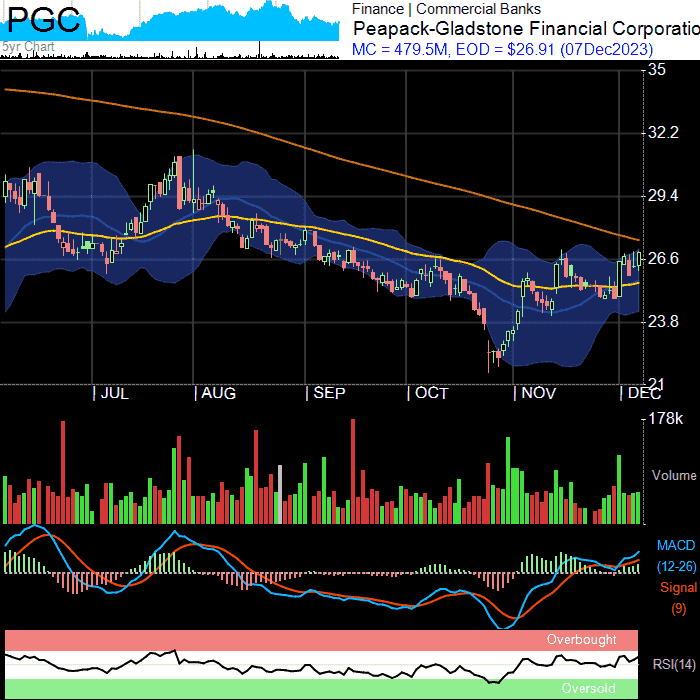 PGC
5yr Chart
Finance | Commercial Banks
Peapack-Gladstone Financial Corporatio
MC = 479.5M, EOD = $26.91 (07Dec2023)
35
32.2
29.4
26.6
23.8
21
JUL
AUG
SEP
OCT
NOV
DEC
178k
Volume
MACD
(12-26)
Signal
(9)
Overbought
RSI(14)
Oversold